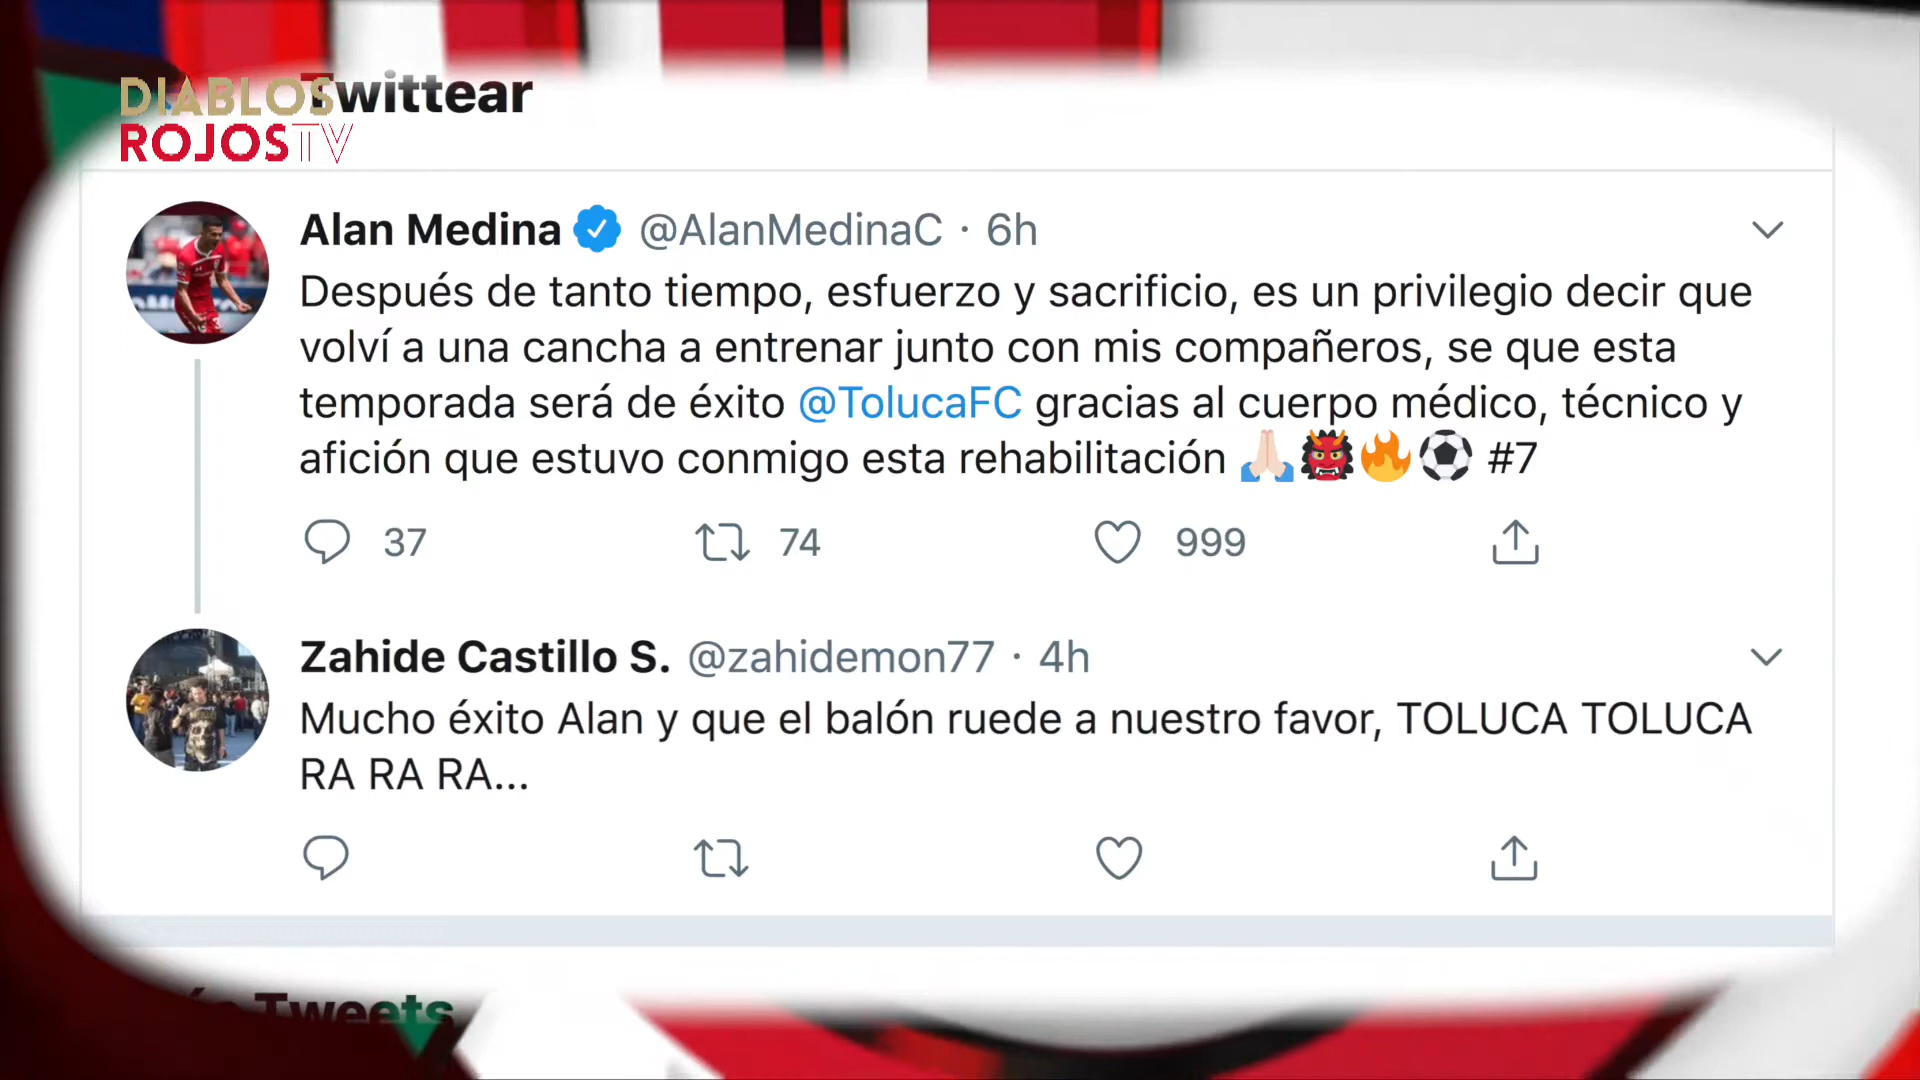 DIABLOS
ROJOSTV
Twittear
Alan Medina @AlanMedinaC · 6h
Después de tanto tiempo, esfuerzo y sacrificio, es un privilegio decir que
volví a una cancha a entrenar junto con mis compañeros, se que esta
temporada será de éxito @TolucaFC gracias al cuerpo médico, técnico y
afición que estuvo conmigo esta rehabilitación 🙏🏻👹🔥⚽ #7
37 74 999
Zahide Castillo S. @zahidemon77 · 4h
Mucho éxito Alan y que el balón ruede a nuestro favor, TOLUCA TOLUCA
RA RA RA...
Tweets